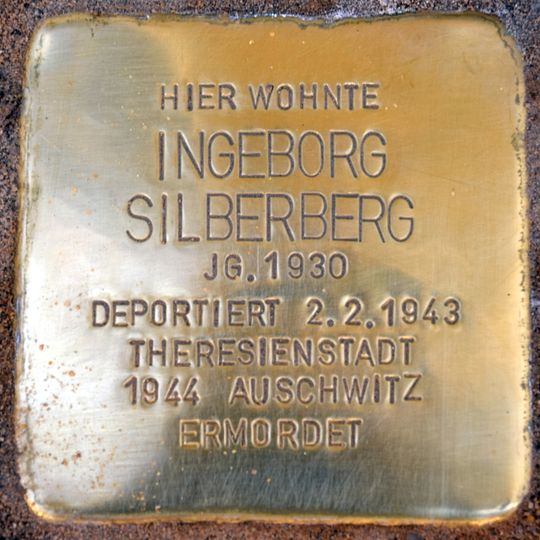 HIER WOHNTE
INGEBORG
SILBERBERG
JG. 1930
DEPORTIERT 2.2.1943
THERESIENSTADT
1944 AUSCHWITZ
ERMORDET